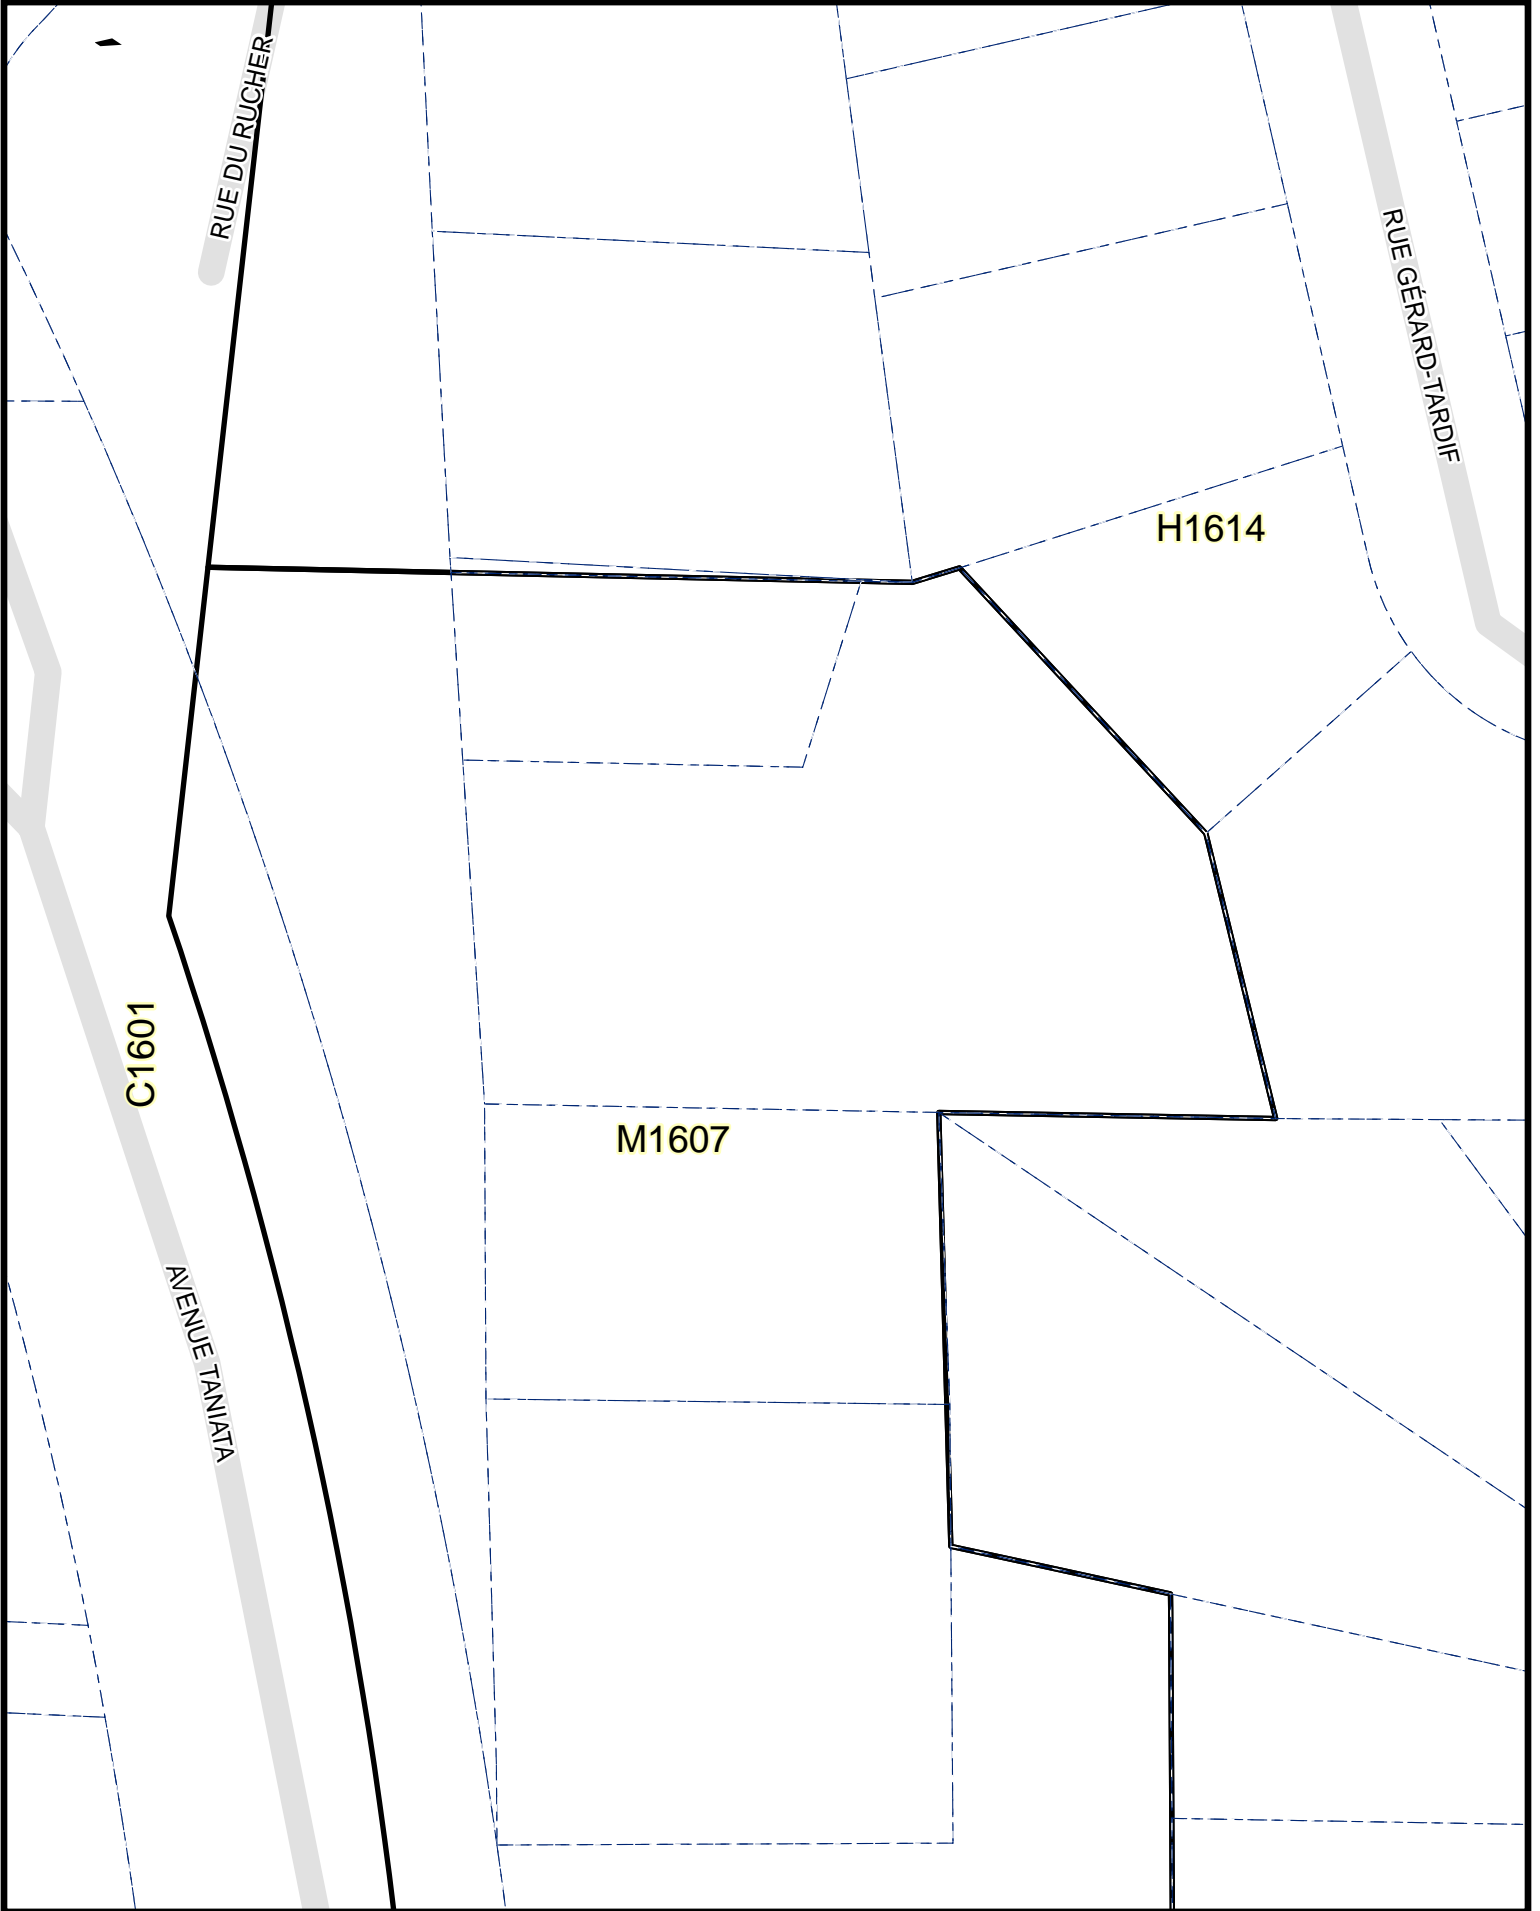 RUE DU RUCHER
RUE GÉRARD-TARDIF
H1614
C1601
M1607
AVENUE TANIATA